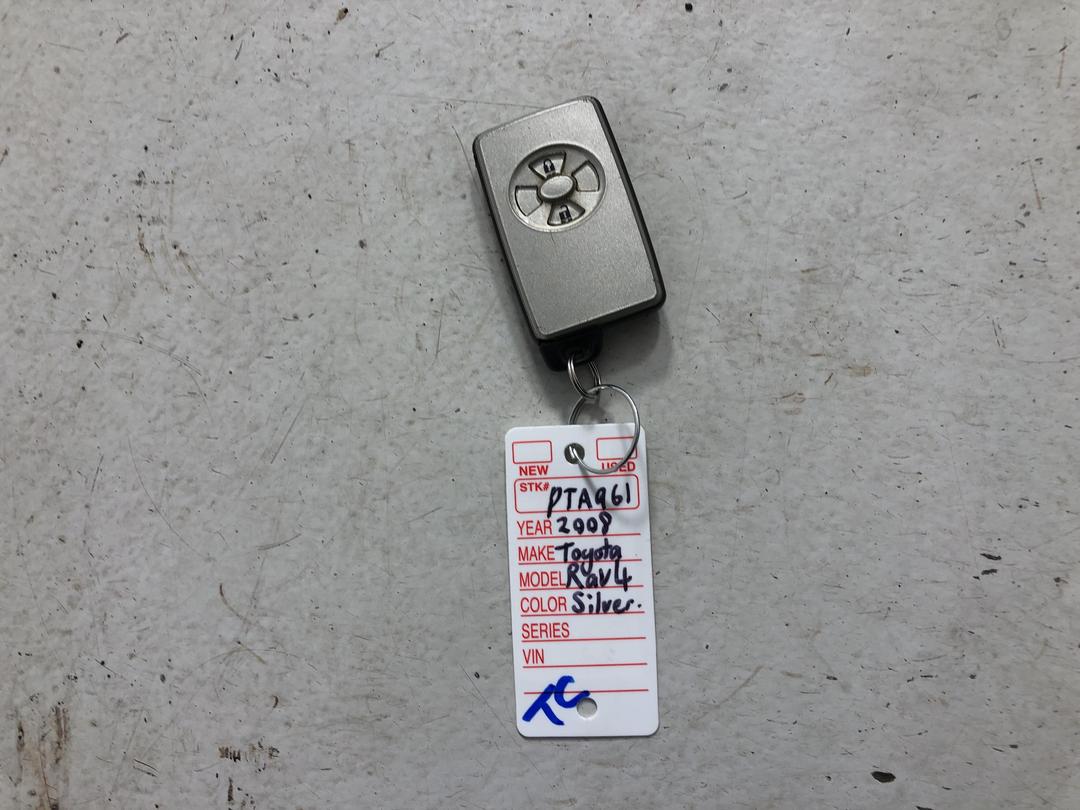 NEW USED
STK# PTA961
YEAR 2008
MAKE Toyota
MODEL Rav4
COLOR Silver.
SERIES
VIN
TC